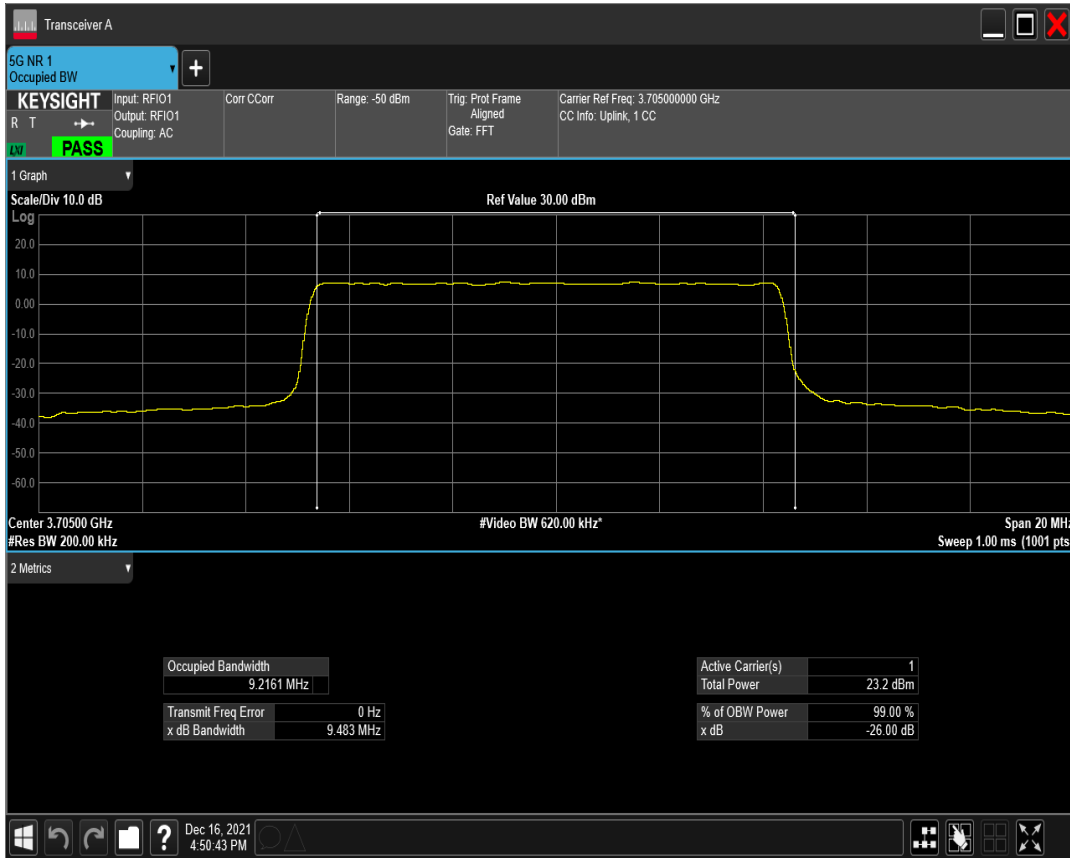 Transceiver A
5G NR 1
Occupied BW
KEYSIGHT
R T
LXI
PASS
Input: RFIO1
Output: RFIO1
Coupling: AC
Corr CCorr
Range: -50 dBm
Trig: Prot Frame
Aligned
Gate: FFT
Carrier Ref Freq: 3.705000000 GHz
CC Info: Uplink, 1 CC
1 Graph
Scale/Div 10.0 dB
Ref Value 30.00 dBm
Log
20.0
10.0
0.00
-10.0
-20.0
-30.0
-40.0
-50.0
-60.0
Center 3.70500 GHz
#Video BW 620.00 kHz*
Span 20 MHz
#Res BW 200.00 kHz
Sweep 1.00 ms (1001 pts
2 Metrics
Occupied Bandwidth
9.2161 MHz
Transmit Freq Error 0 Hz
x dB Bandwidth 9.483 MHz
Active Carrier(s) 1
Total Power 23.2 dBm
% of OBW Power 99.00 %
x dB -26.00 dB
?
Dec 16, 2021
4:50:43 PM